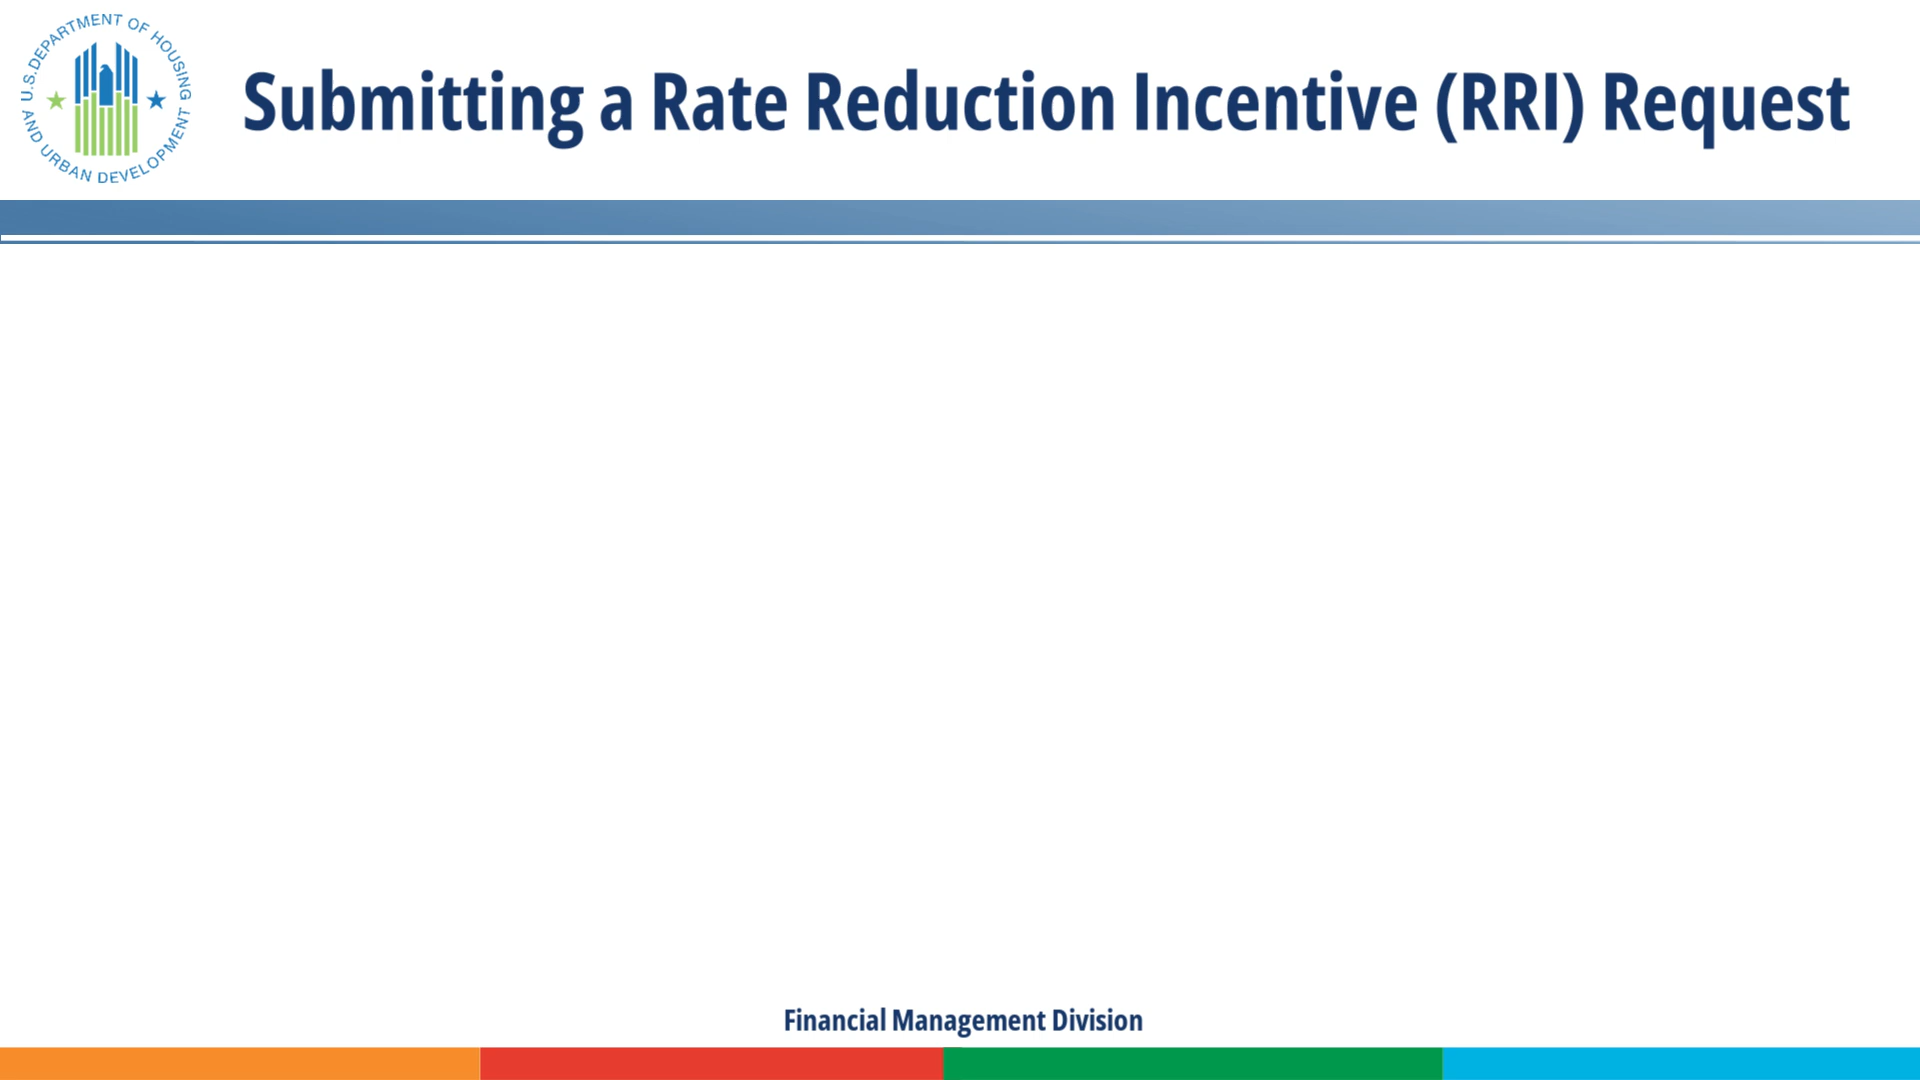 U.S. DEPARTMENT OF HOUSING
AND URBAN DEVELOPMENT
Submitting a Rate Reduction Incentive (RRI) Request
Financial Management Division